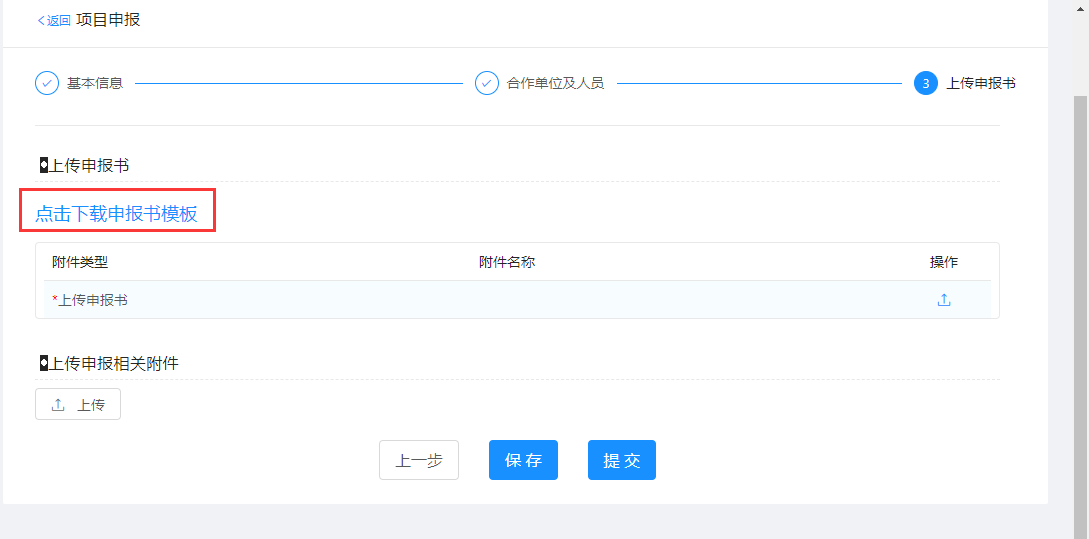 <返回 项目申报
基本信息 合作单位及人员 3 上传申报书
上传申报书
点击下载申报书模板
附件类型 附件名称 操作
*上传申报书
上传申报相关附件
上传
上一步 保 存 提 交